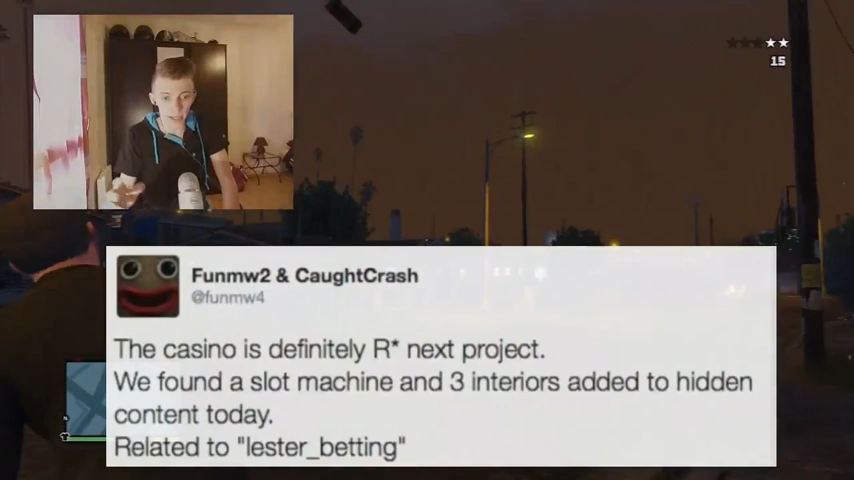 15
Funmw2 & CaughtCrash
@funmw4
The casino is definitely R* next project.
We found a slot machine and 3 interiors added to hidden
content today.
Related to "lester_betting"